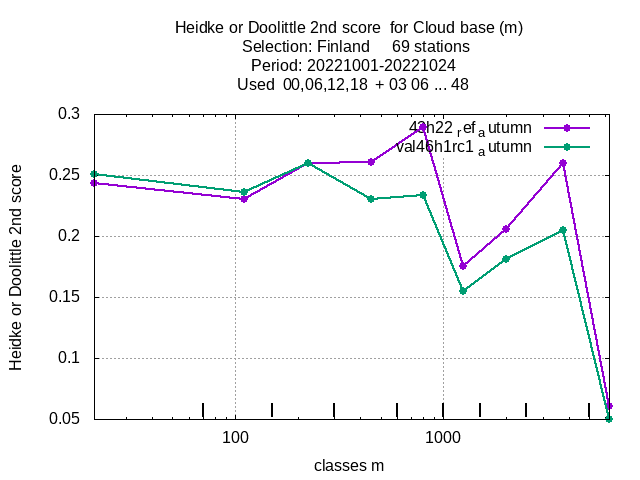 Heidke or Doolittle 2nd score for Cloud base (m)
Selection: Finland 69 stations
Period: 20221001-20221024
Used 00,06,12,18 + 03 06 ... 48
0.3
43h22 ref autumn
val46h1rc1 autumn
0.25
0.2
0.15
0.1
0.05
Heidke or Doolittle 2nd score
100
1000
classes m